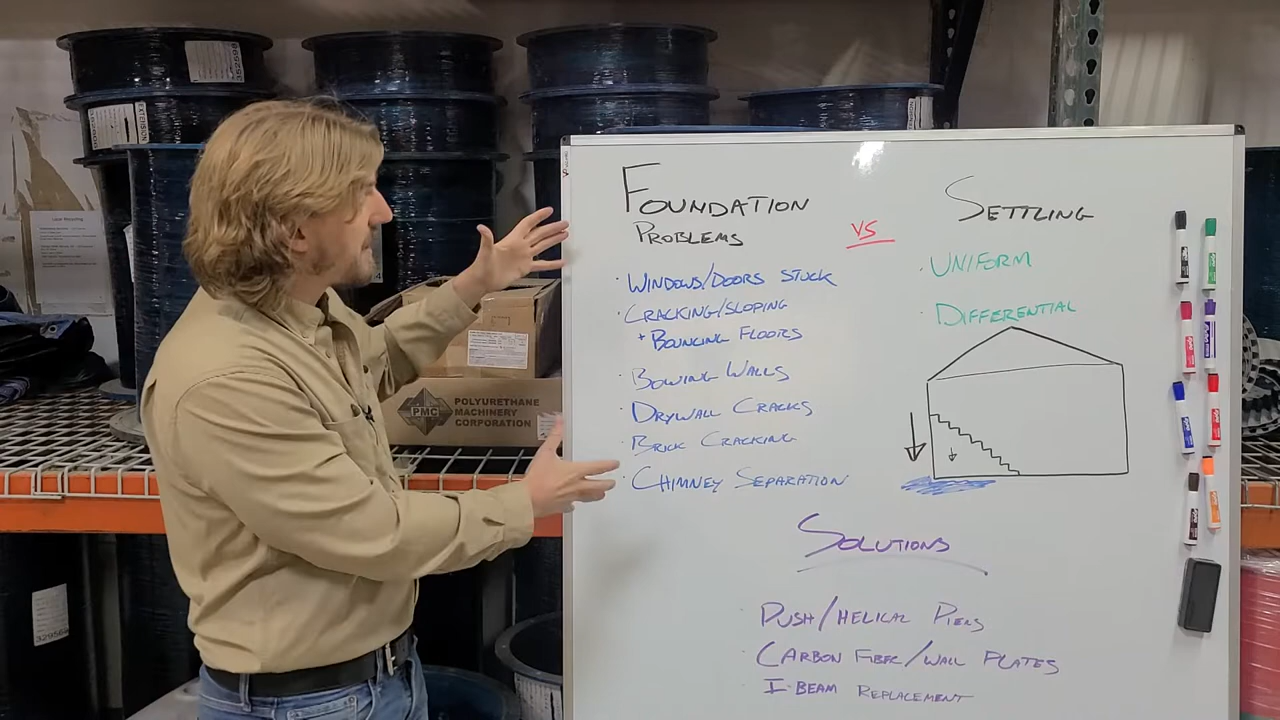 FOUNDATION
PROBLEMS
VS
SETTLING
· WINDOWS/DOORS STUCK
· CRACKING/SLOPING
+ BOUNCING FLOORS
· BOWING WALLS
· DRYWALL CRACKS
· BRICK CRACKING
· CHIMNEY SEPARATION
· UNIFORM
· DIFFERENTIAL
SOLUTIONS
· PUSH/HELICAL PIERS
· CARBON FIBER/WALL PLATES
· I-BEAM REPLACEMENT
PMC
POLYURETHANE
MACHINERY
CORPORATION